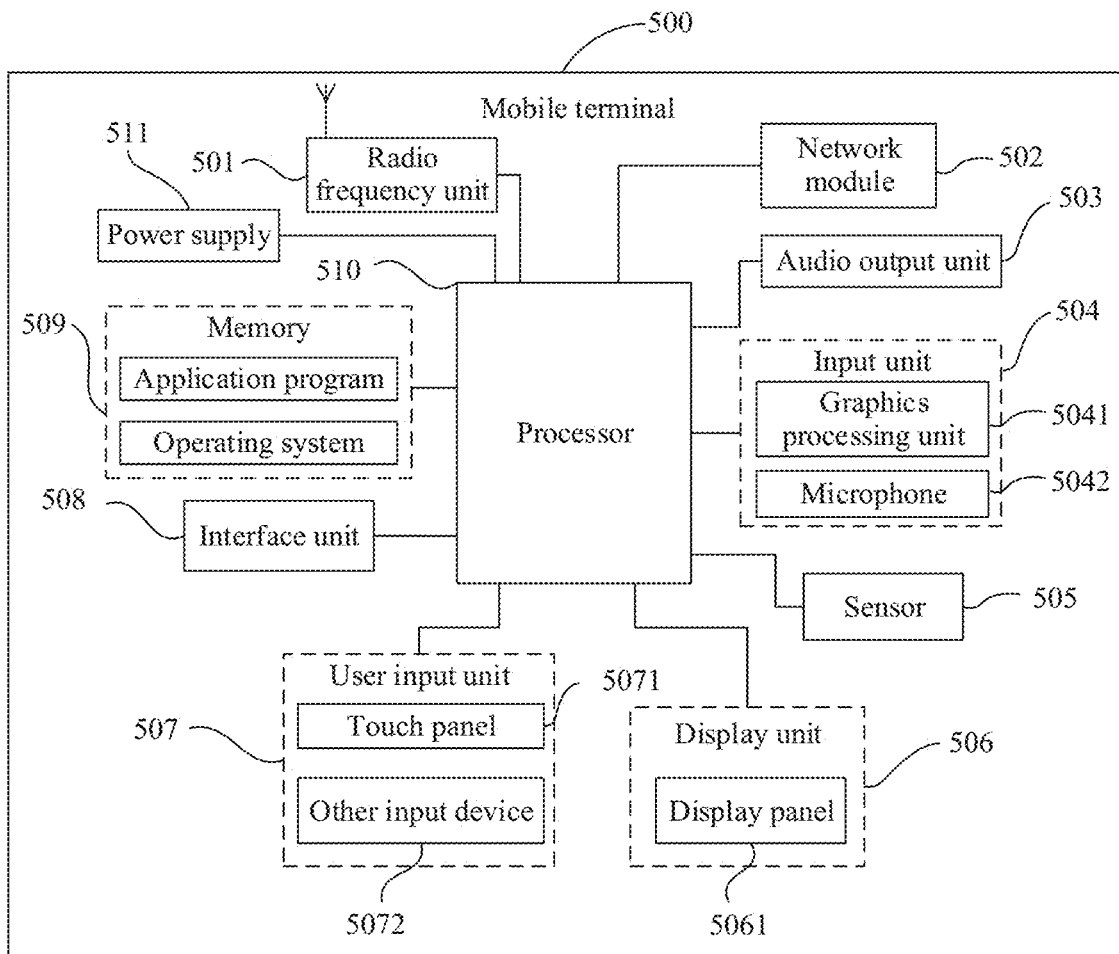 500
Mobile terminal
511
501
Radio
frequency unit
Network
module
502
503
Power supply
Audio output unit
510
509
Memory
Application program
Operating system
504
Input unit
Graphics
processing unit
5041
Microphone
5042
Processor
508
Interface unit
Sensor
505
User input unit
5071
Touch panel
507
Other input device
5072
Display unit
506
Display panel
5061